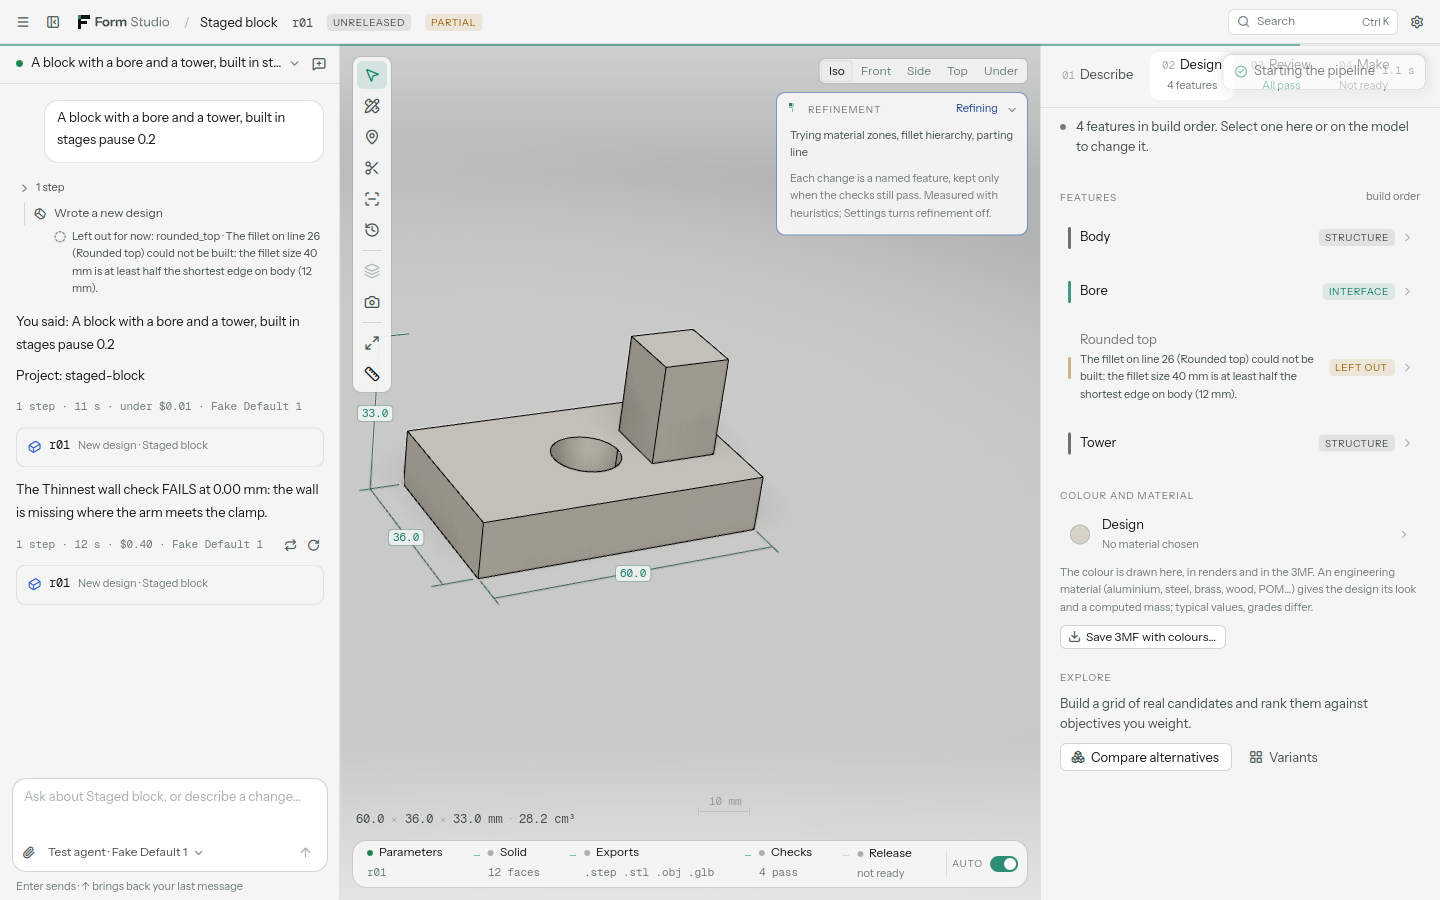 Form Studio / Staged block r01 UNRELEASED PARTIAL
Search Ctrl K
A block with a bore and a tower, built in st...
A block with a bore and a tower, built in
stages pause 0.2
1 step
Wrote a new design
Left out for now: rounded_top · The fillet on line 26
(Rounded top) could not be built: the fillet size 40
mm is at least half the shortest edge on body (12
mm).
You said: A block with a bore and a tower, built in
stages pause 0.2
Project: staged-block
1 step · 11 s · under $0.01 · Fake Default 1
r01 New design · Staged block
The Thinnest wall check FAILS at 0.00 mm: the wall
is missing where the arm meets the clamp.
1 step · 12 s · $0.40 · Fake Default 1
r01 New design · Staged block
Ask about Staged block, or describe a change...
Test agent · Fake Default 1
Enter sends · ↑ brings back your last message
Iso Front Side Top Under
REFINEMENT Refining
Trying material zones, fillet hierarchy, parting
line
Each change is a named feature, kept only
when the checks still pass. Measured with
heuristics; Settings turns refinement off.
33.0
36.0
60.0
10 mm
60.0 × 36.0 × 33.0 mm · 28.2 cm³
Parameters
r01
Solid
12 faces
Exports
.step .stl .obj .glb
Checks
4 pass
Release
not ready
AUTO
01 Describe
02 Design
4 features
03 Review
All pass
04 Make
Not ready
Starting the pipeline 1.1 s
4 features in build order. Select one here or on the model
to change it.
FEATURES build order
Body STRUCTURE
Bore INTERFACE
Rounded top
The fillet on line 26 (Rounded top) could not be
built: the fillet size 40 mm is at least half the
shortest edge on body (12 mm).
LEFT OUT
Tower STRUCTURE
COLOUR AND MATERIAL
Design
No material chosen
The colour is drawn here, in renders and in the 3MF. An engineering
material (aluminium, steel, brass, wood, POM...) gives the design its look
and a computed mass; typical values, grades differ.
Save 3MF with colours...
EXPLORE
Build a grid of real candidates and rank them against
objectives you weight.
Compare alternatives Variants